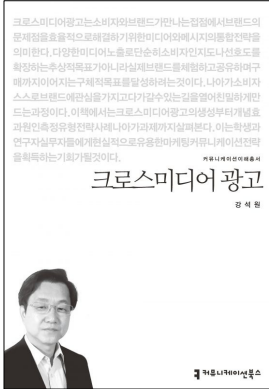 크로스미디어광고는소비자와브랜드가만나는접점에서브랜드의
문제점을효율적으로해결하기위한미디어와메시지의통합전략을
의미한다.다양한미디어노출로단순히소비자인지도나선호도를
확장하는추상적목표가아니라실제브랜드를체험하고공유하며구
매까지이어지는구체적목표를달성하려는것이다.나아가소비자
스스로브랜드에관심을가지고다가갈수있는길을열어친밀하게만
드는과정이다.이책에서는크로스미디어광고의생성부터개념효
과원인측정유형전략사례나아가과제까지살펴본다.이는학생과
연구자실무자들에게현실적으로유용한마케팅커뮤니케이션전략
을획득하는기회가될것이다.
커뮤니케이션이해총서
크로스미디어 광고
강석원
커뮤니케이션북스